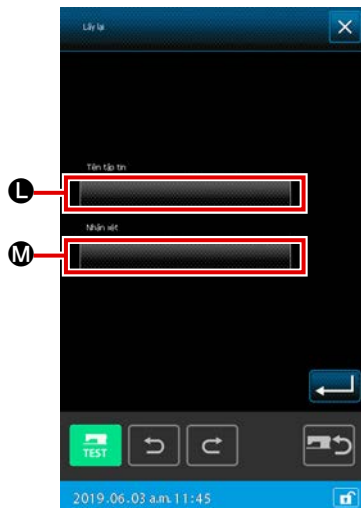 Lấy lại
Tên tập tin
L
Nhận xét
M
TEST
2019.06.03 a.m. 11:45